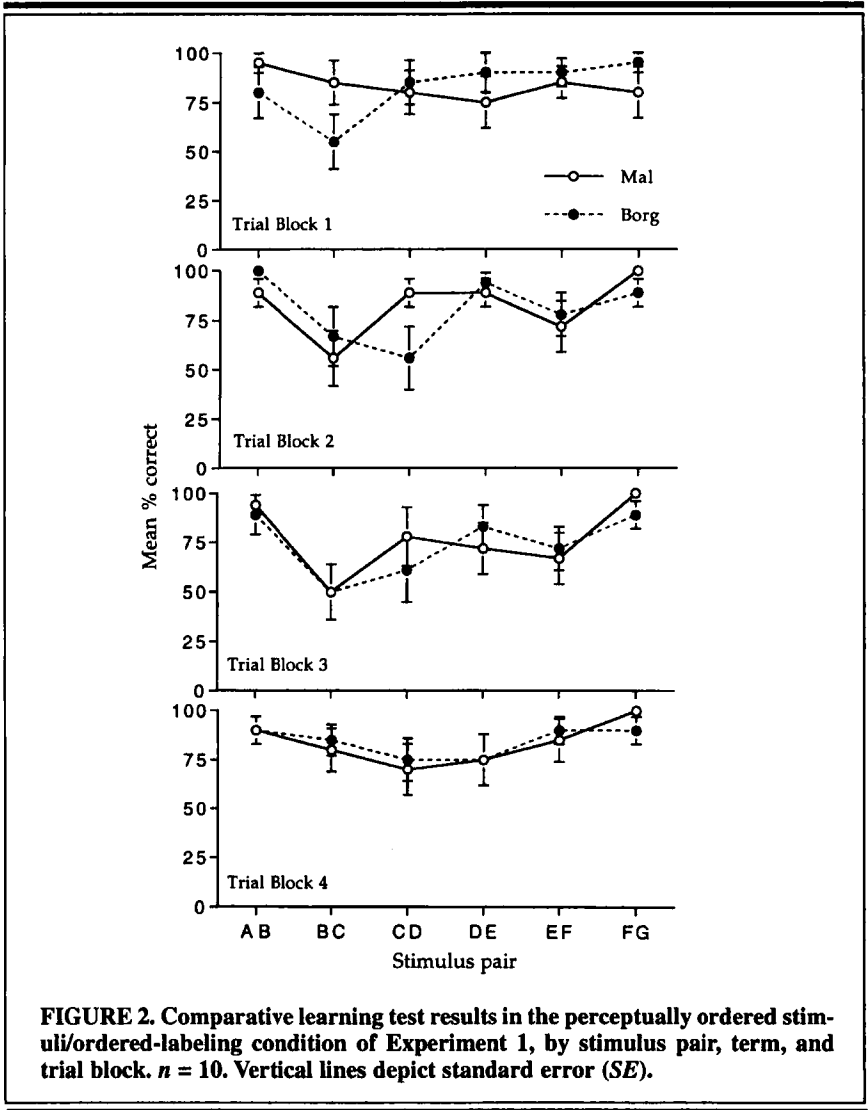 100
75
50
25
0
Trial Block 1
Mal
Borg
100
75
50
25
0
Trial Block 2
Mean % correct
100
75
50
25
0
Trial Block 3
100
75
50
25
0
Trial Block 4
AB BC CD DE EF FG
Stimulus pair
FIGURE 2. Comparative learning test results in the perceptually ordered stim-
uli/ordered-labeling condition of Experiment 1, by stimulus pair, term, and
trial block. n = 10. Vertical lines depict standard error (SE).